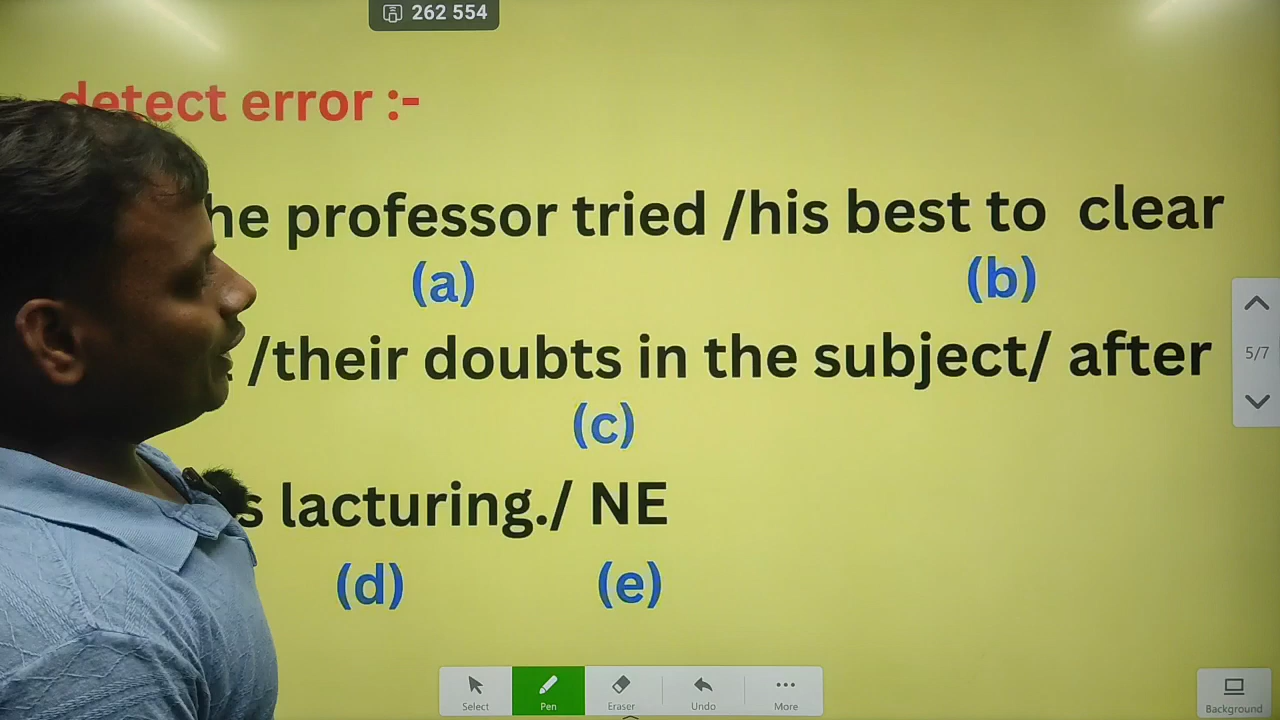 262 554
detect error :-
he professor tried /his best to clear
(a) (b)
/their doubts in the subject/ after
(c)
5/7
s lacturing./ NE
(d) (e)
Select Pen Eraser Undo More
Background